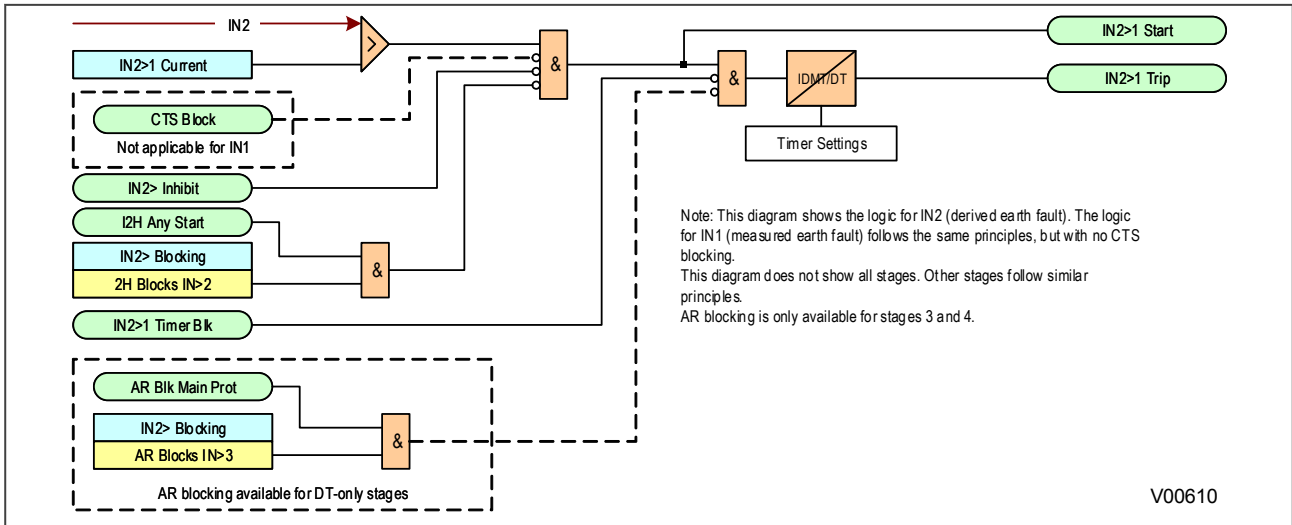 IN2
IN2>1 Current
>
CTS Block
Not applicable for IN1
IN2> Inhibit
I2H Any Start
IN2> Blocking
2H Blocks IN>2
&
IN2>1 Timer Blk
AR Blk Main Prot
IN2> Blocking
AR Blocks IN>3
&
AR blocking available for DT-only stages
&
&
IDMT/DT
Timer Settings
IN2>1 Start
IN2>1 Trip
Note: This diagram shows the logic for IN2 (derived earth fault). The logic
for IN1 (measured earth fault) follows the same principles, but with no CTS
blocking.
This diagram does not show all stages. Other stages follow similar
principles.
AR blocking is only available for stages 3 and 4.
V00610